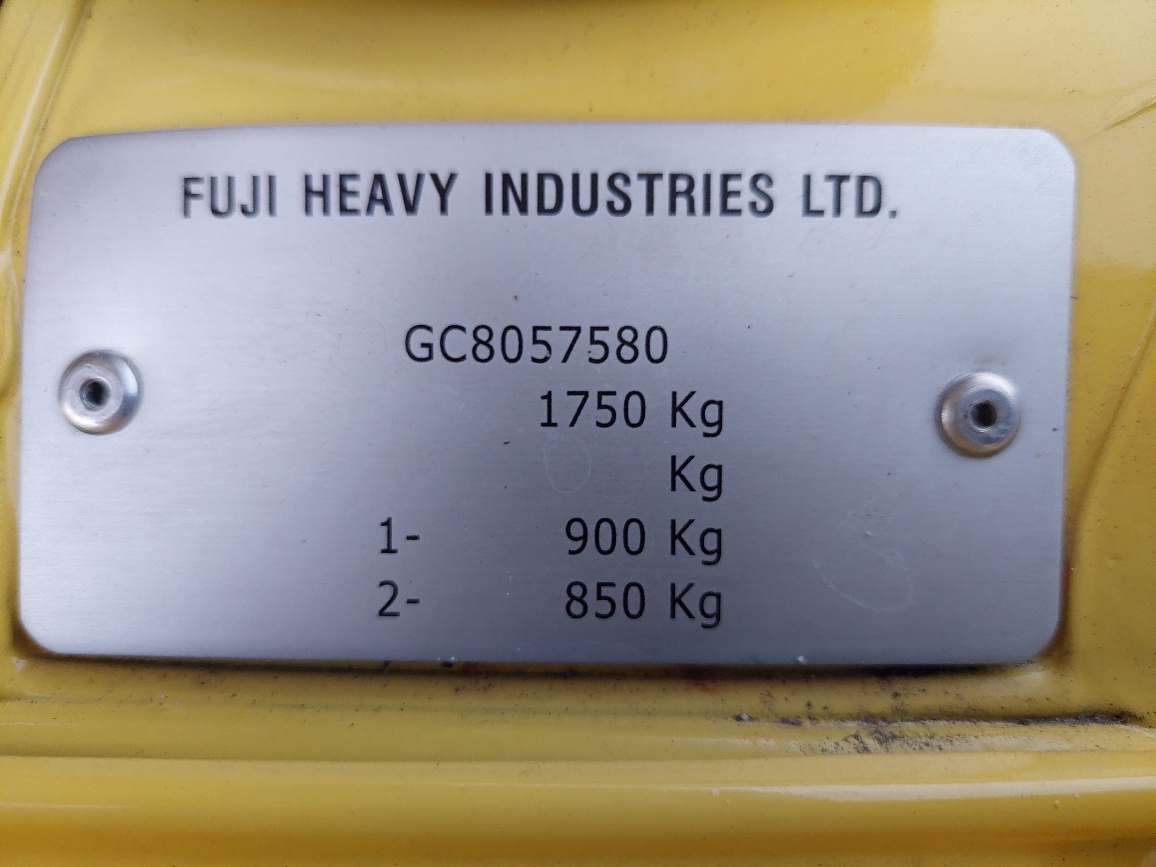 FUJI HEAVY INDUSTRIES LTD.
GC8057580
1750 Kg
Kg
1- 900 Kg
2- 850 Kg